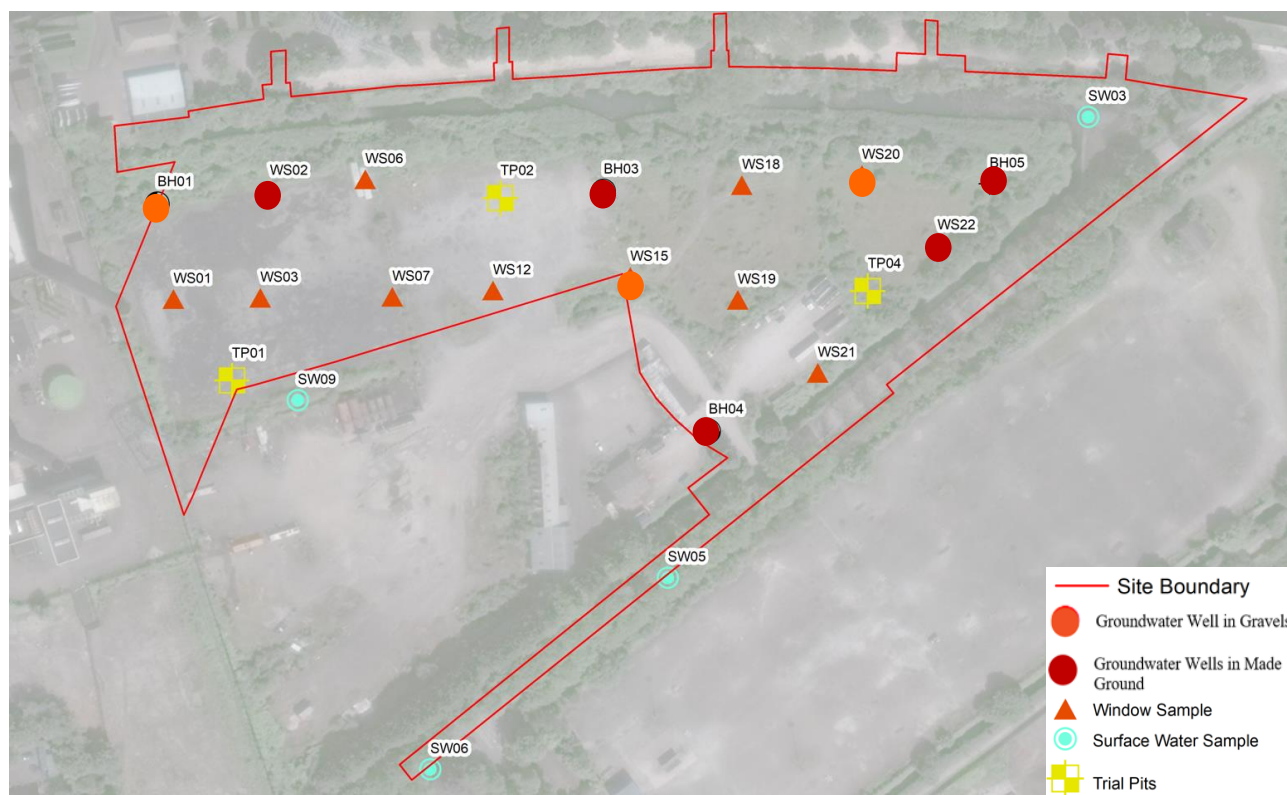 SW03
WS06
WS18
WS20
BH05
TP02
BH03
WS02
BH01
WS22
WS15
TP04
WS01
WS03
WS07
WS12
WS19
TP01
WS21
SW09
BH04
SW05
SW06
Site Boundary
Groundwater Well in Gravels
Groundwater Wells in Made
Ground
Window Sample
Surface Water Sample
Trial Pits